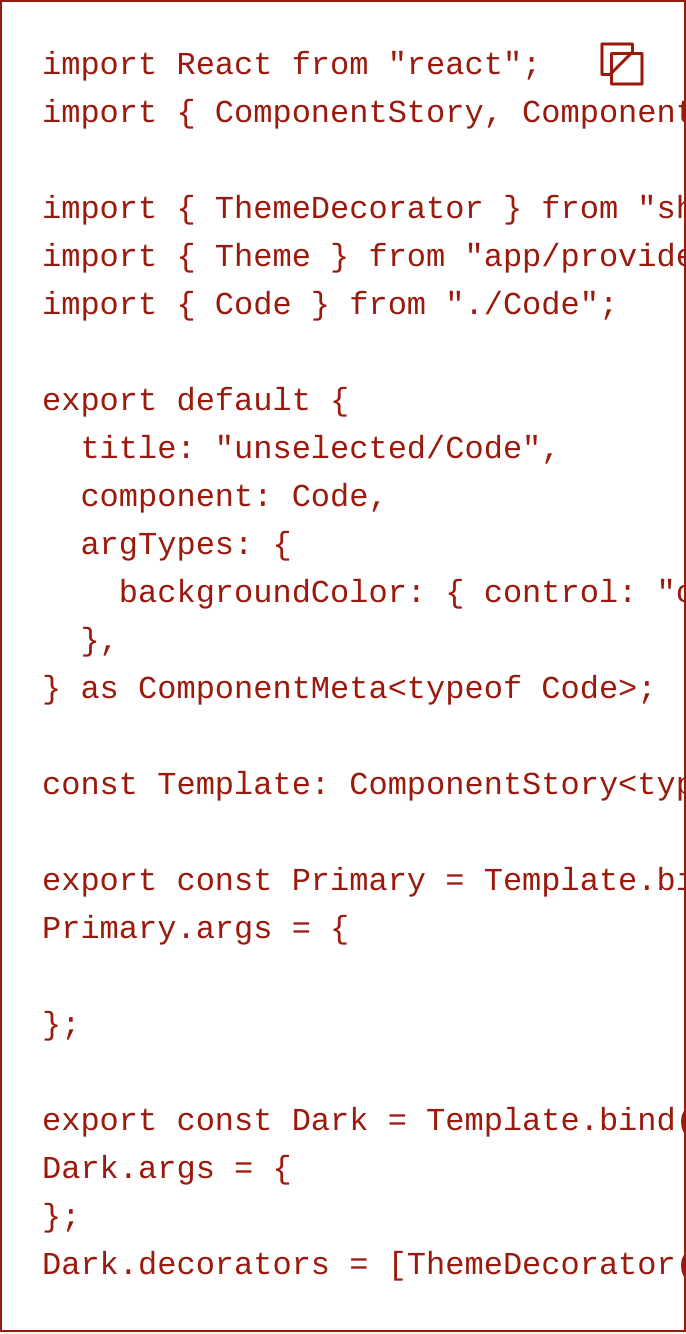 import React from "react";
import { ComponentStory, Component
import { ThemeDecorator } from "sh
import { Theme } from "app/provide
import { Code } from "./Code";
export default {
  title: "unselected/Code",
  component: Code,
  argTypes: {
    backgroundColor: { control: "c
  },
} as ComponentMeta<typeof Code>;
const Template: ComponentStory<typ
export const Primary = Template.bi
Primary.args = {
};
export const Dark = Template.bind(
Dark.args = {
};
Dark.decorators = [ThemeDecorator(